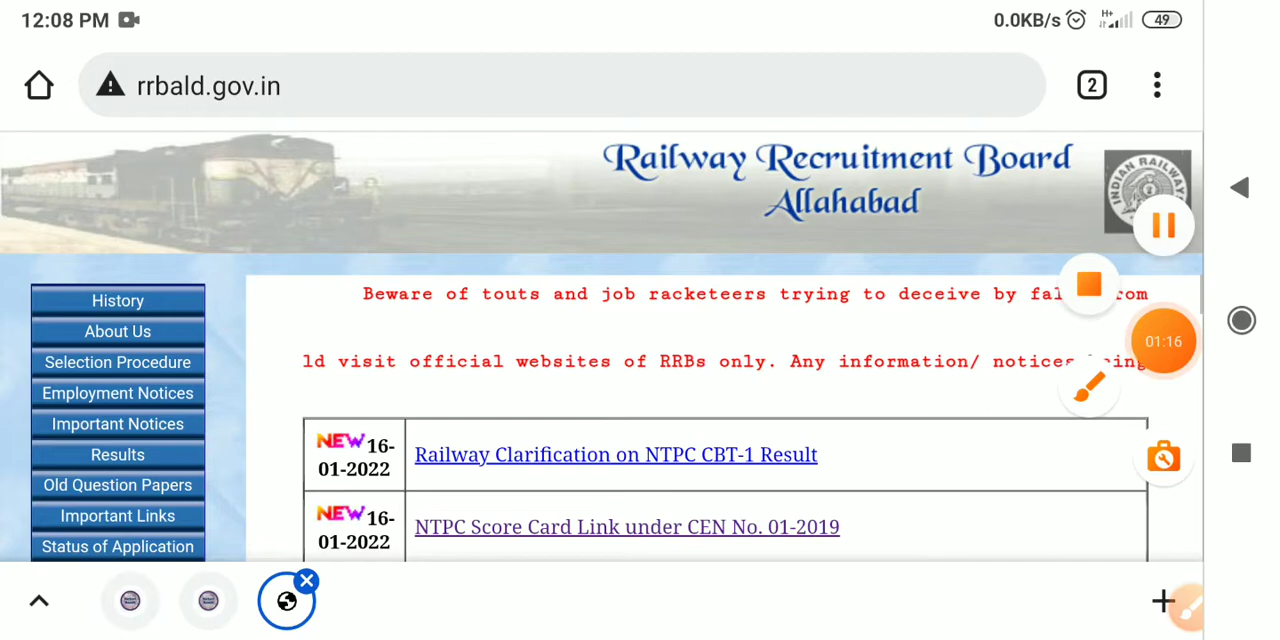 12:08 PM
0.0KB/s H+ 49
rrbald.gov.in
2
Railway Recruitment Board
Allahabad
INDIAN RAILWAYS
History
About Us
Selection Procedure
Employment Notices
Important Notices
Results
Old Question Papers
Important Links
Status of Application
Beware of touts and job racketeers trying to deceive by
ld visit official websites of RRBs only. Any information/ notices
01:16
NEW 16-
01-2022
Railway Clarification on NTPC CBT-1 Result
NEW 16-
01-2022
NTPC Score Card Link under CEN No. 01-2019